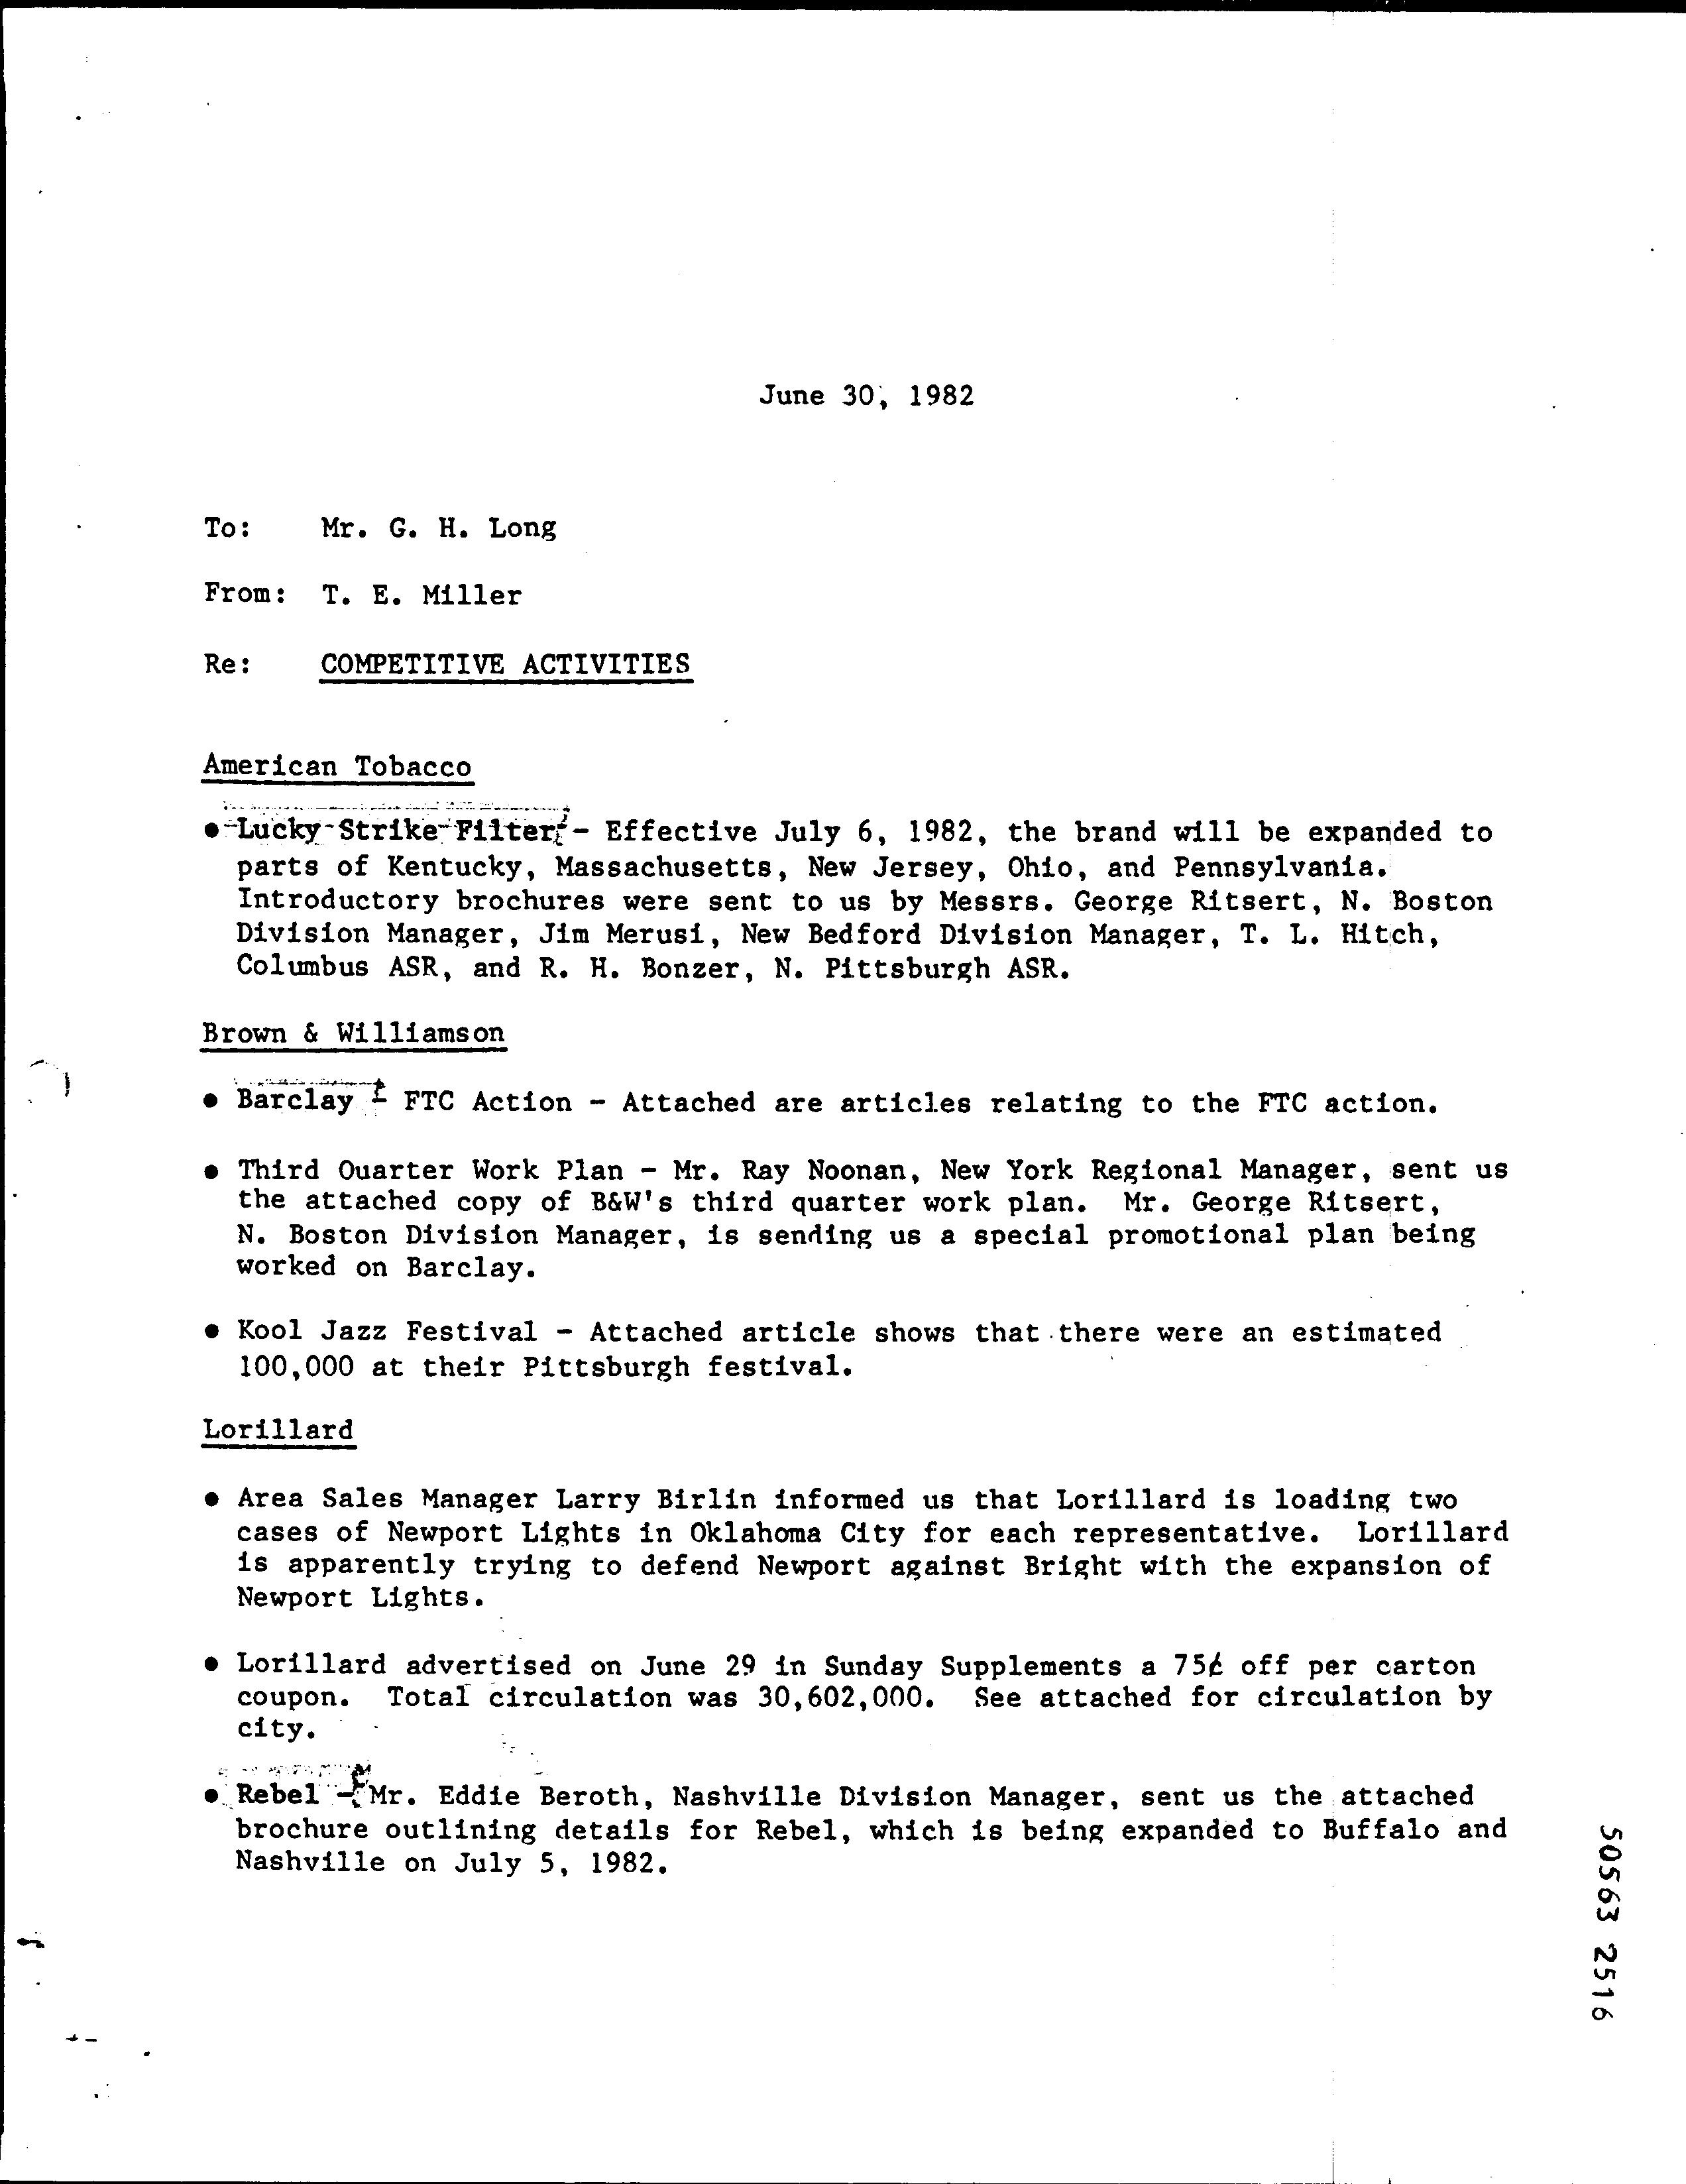 June 30, 1982
To: Mr. G. H. Long
From: T. E. Miller
Re: COMPETITIVE ACTIVITIES
American Tobacco
● Lucky Strike Filter - Effective July 6, 1982, the brand will be expanded to
parts of Kentucky, Massachusetts, New Jersey, Ohio, and Pennsylvania.
Introductory brochures were sent to us by Messrs. George Ritsert, N. Boston
Division Manager, Jim Merusi, New Bedford Division Manager, T. L. Hitch,
Columbus ASR, and R. H. Bonzer, N. Pittsburgh ASR.
Brown & Williamson
● Barclay - FTC Action - Attached are articles relating to the FTC action.
● Third Ouarter Work Plan - Mr. Ray Noonan, New York Regional Manager, sent us
the attached copy of B&W's third quarter work plan. Mr. George Ritsert,
N. Boston Division Manager, is sending us a special promotional plan being
worked on Barclay.
● Kool Jazz Festival - Attached article shows that there were an estimated
100,000 at their Pittsburgh festival.
Lorillard
● Area Sales Manager Larry Birlin informed us that Lorillard is loading two
cases of Newport Lights in Oklahoma City for each representative. Lorillard
is apparently trying to defend Newport against Bright with the expansion of
Newport Lights.
● Lorillard advertised on June 29 in Sunday Supplements a 75¢ off per carton
coupon. Total circulation was 30,602,000. See attached for circulation by
city.
● Rebel - Mr. Eddie Beroth, Nashville Division Manager, sent us the attached
brochure outlining details for Rebel, which is being expanded to Buffalo and
Nashville on July 5, 1982.
50563 2516